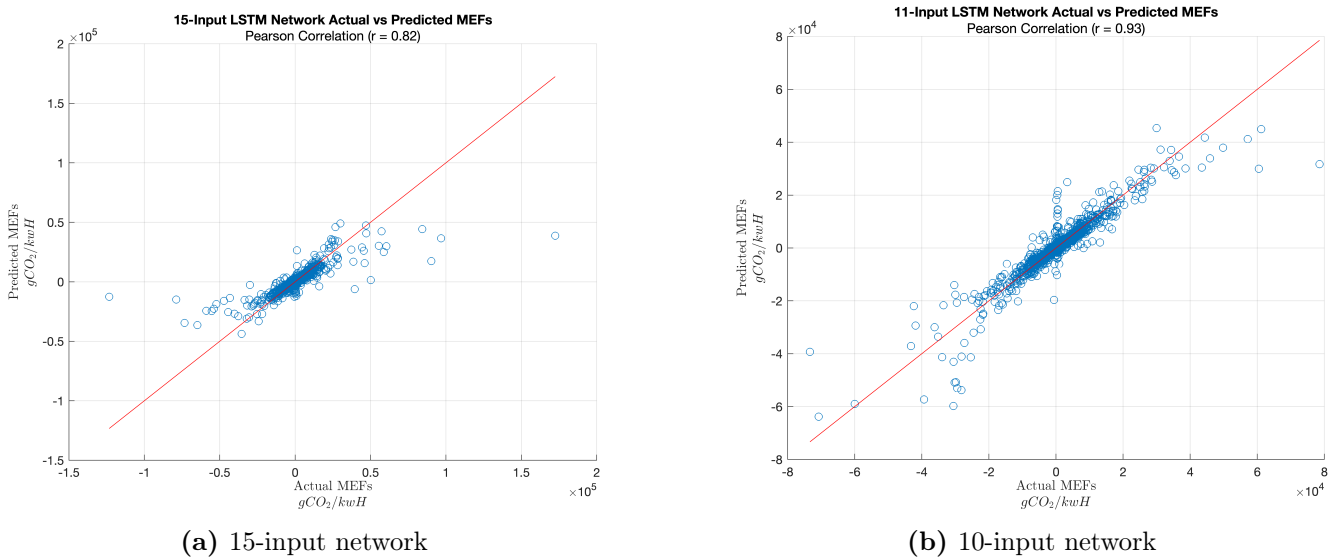 15-Input LSTM Network Actual vs Predicted MEFs
Pearson Correlation (r = 0.82)
×10^5
2
1.5
1
0.5
0
-0.5
-1
-1.5
Predicted MEFs
gCO_2/kwH
-1.5
-1
-0.5
0
0.5
1
1.5
2
×10^5
Actual MEFs
gCO_2/kwH
(a) 15-input network
11-Input LSTM Network Actual vs Predicted MEFs
Pearson Correlation (r = 0.93)
×10^4
8
6
4
2
0
-2
-4
-6
-8
Predicted MEFs
gCO_2/kwH
-8
-6
-4
-2
0
2
4
6
8
×10^4
Actual MEFs
gCO_2/kwH
(b) 10-input network